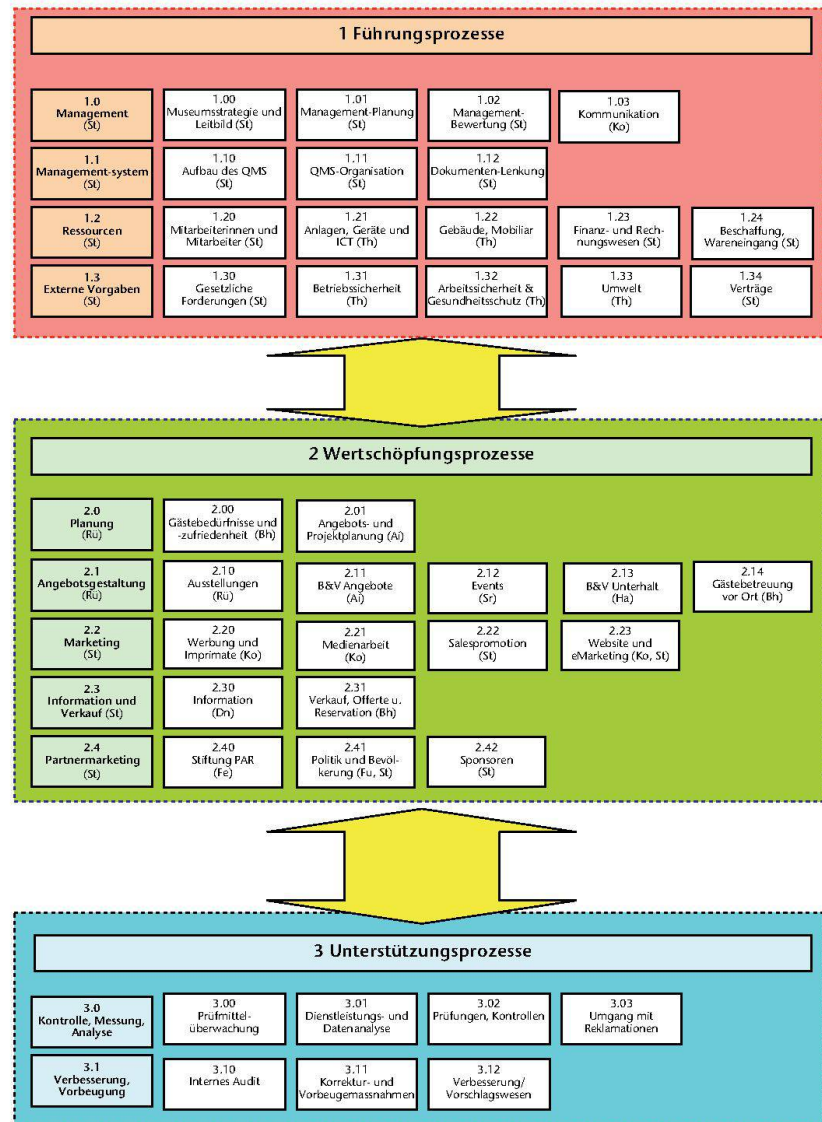 1 Führungsprozesse
1.0
Management
(St)
1.00
Museumsstrategie und
Leitbild (St)
1.01
Management-Planung
(St)
1.02
Management-
Bewertung (St)
1.03
Kommunikation
(Ko)
1.1
Management-system
(St)
1.10
Aufbau des QMS
(St)
1.11
QMS-Organisation
(St)
1.12
Dokumenten-Lenkung
(St)
1.2
Ressourcen
(St)
1.20
Mitarbeiterinnen und
Mitarbeiter (St)
1.21
Anlagen, Geräte und
ICT (Th)
1.22
Gebäude, Mobiliar
(Th)
1.23
Finanz- und Rech-
nungswesen (St)
1.24
Beschaffung,
Wareneingang (St)
1.3
Externe Vorgaben
(St)
1.30
Gesetzliche
Forderungen (St)
1.31
Betriebssicherheit
(Th)
1.32
Arbeitssicherheit &
Gesundheitsschutz (Th)
1.33
Umwelt
(Th)
1.34
Verträge
(St)
2 Wertschöpfungsprozesse
2.0
Planung
(Rü)
2.00
Gästebedürfnisse und
-zufriedenheit (Bh)
2.01
Angebots- und
Projektplanung (Ai)
2.1
Angebotsgestaltung
(Rü)
2.10
Ausstellungen
(Rü)
2.11
B&V Angebote
(Ai)
2.12
Events
(Sr)
2.13
B&V Unterhalt
(Ha)
2.14
Gästebetreuung
vor Ort (Bh)
2.2
Marketing
(St)
2.20
Werbung und
Imprimate (Ko)
2.21
Medienarbeit
(Ko)
2.22
Salespromotion
(St)
2.23
Website und
eMarketing (Ko, St)
2.3
Information und
Verkauf (St)
2.30
Information
(Dn)
2.31
Verkauf, Offerte u.
Reservation (Bh)
2.4
Partnermarketing
(St)
2.40
Stiftung PAR
(Fe)
2.41
Politik und Bevöl-
kerung (Fu, St)
2.42
Sponsoren
(St)
3 Unterstützungsprozesse
3.0
Kontrolle, Messung,
Analyse
3.00
Prüfmittel-
überwachung
3.01
Dienstleistungs- und
Datenanalyse
3.02
Prüfungen, Kontrollen
3.03
Umgang mit
Reklamationen
3.1
Verbesserung,
Vorbeugung
3.10
Internes Audit
3.11
Korrektur- und
Vorbeugemassnahmen
3.12
Verbesserung/
Vorschlagswesen